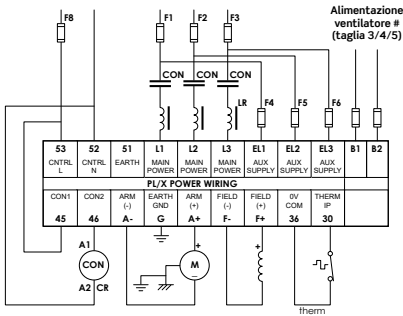 Alimentazione
ventilatore #
(taglia 3/4/5)
F8 F1 F2 F3
CON CON CON
LR F4 F5 F6
53 52 51 L1 L2 L3 EL1 EL2 EL3 B1 B2
CNTRL CNTRL EARTH MAIN MAIN MAIN AUX AUX AUX
L N POWER POWER POWER SUPPLY SUPPLY SUPPLY
PL/X POWER WIRING
CON1 CON2 ARM EARTH ARM FIELD FIELD 0V THERM
(-) GND (+) (-) (+) COM IP
45 46 A- G A+ F- F+ 36 30
A1 + +
CON M
A2 CR −
therm